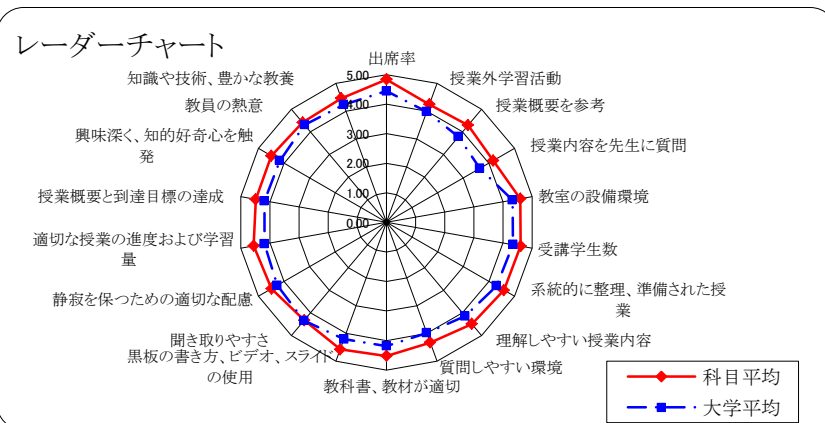 レーダーチャート
出席率
授業外学習活動
授業概要を参考
授業内容を先生に質問
教室の設備環境
受講学生数
系統的に整理、準備された授
業
理解しやすい授業内容
質問しやすい環境
教科書、教材が適切
黒板の書き方、ビデオ、スライド
の使用
聞き取りやすさ
静寂を保つための適切な配慮
適切な授業の進度および学習
量
授業概要と到達目標の達成
興味深く、知的好奇心を触
発
教員の熱意
知識や技術、豊かな教養
5.00
4.00
3.00
2.00
1.00
0.00
科目平均
大学平均